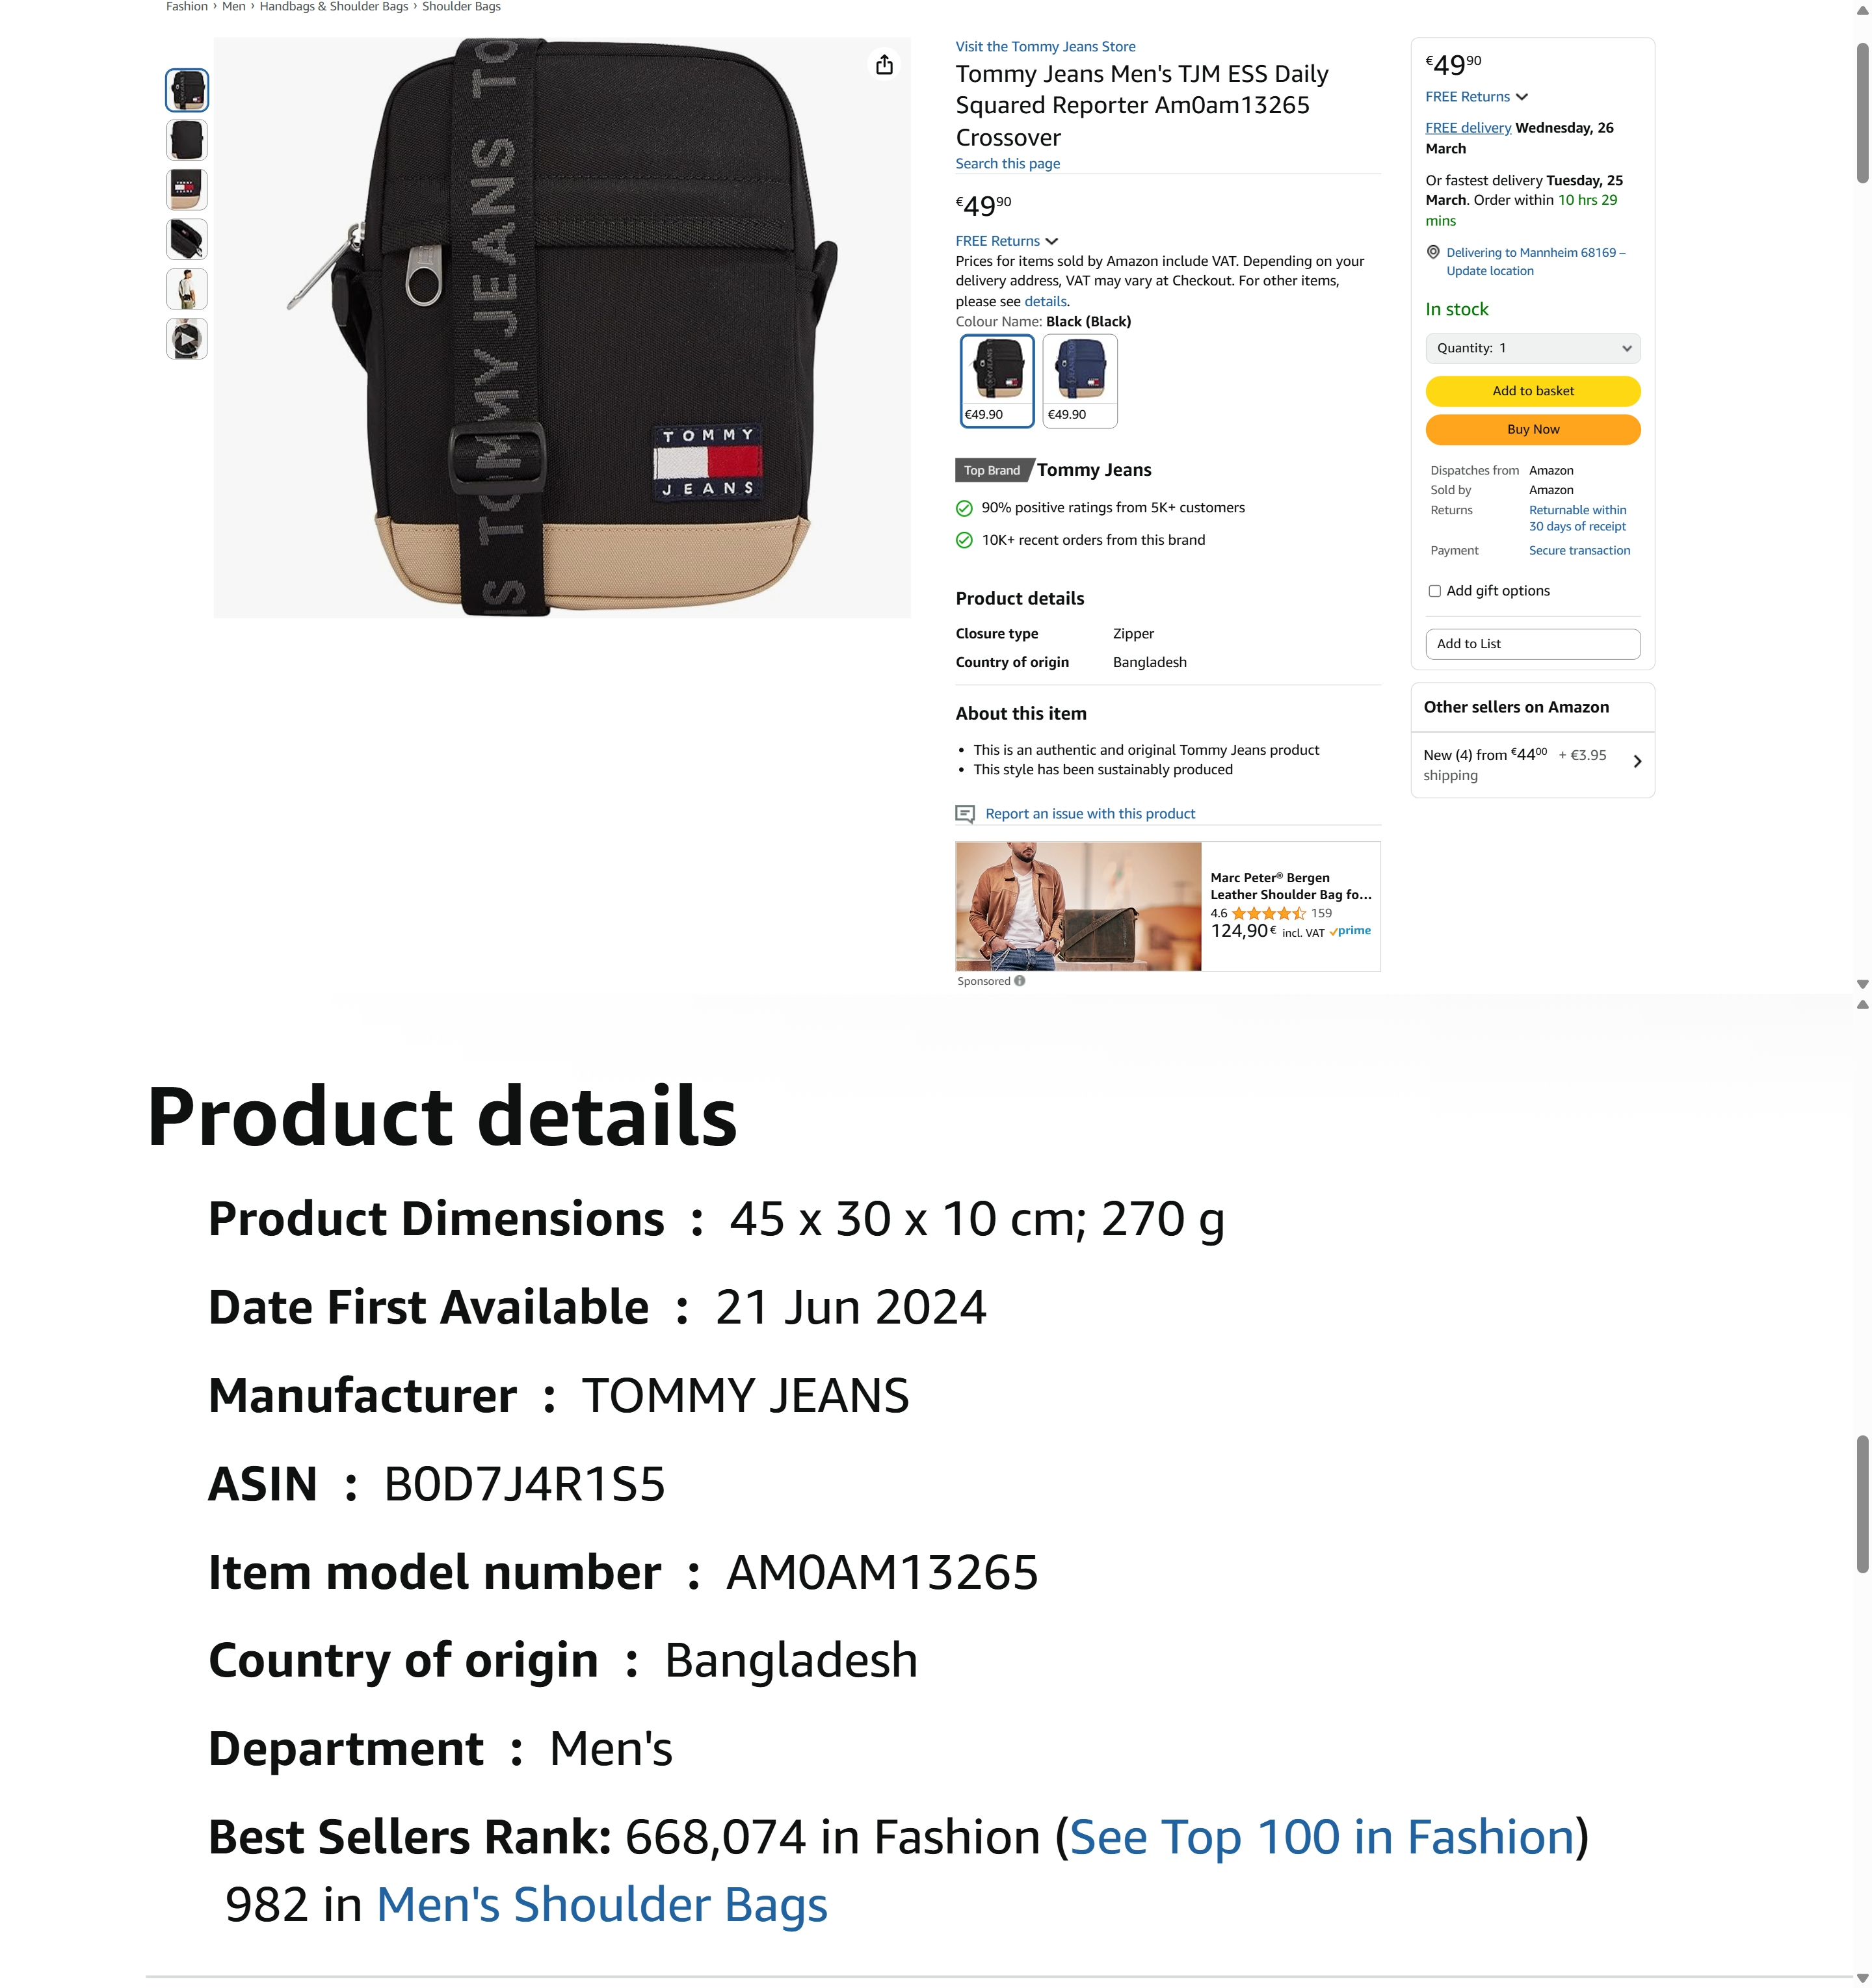 Fashion › Men › Handbags & Shoulder Bags › Shoulder Bags
TOMMY JEANS TO
TOMMY
JEANS
Visit the Tommy Jeans Store
Tommy Jeans Men's TJM ESS Daily
Squared Reporter Am0am13265
Crossover
Search this page
€49⁹⁰
FREE Returns
Prices for items sold by Amazon include VAT. Depending on your
delivery address, VAT may vary at Checkout. For other items,
please see details.
Colour Name: Black (Black)
€49.90
€49.90
Top Brand Tommy Jeans
90% positive ratings from 5K+ customers
10K+ recent orders from this brand
Product details
Closure type Zipper
Country of origin Bangladesh
About this item
• This is an authentic and original Tommy Jeans product
• This style has been sustainably produced
Report an issue with this product
Marc Peter® Bergen
Leather Shoulder Bag fo...
4.6 159
124,90€ incl. VAT prime
Sponsored
€49⁹⁰
FREE Returns
FREE delivery Wednesday, 26
March
Or fastest delivery Tuesday, 25
March. Order within 10 hrs 29
mins
Delivering to Mannheim 68169 –
Update location
In stock
Quantity: 1
Add to basket
Buy Now
Dispatches from Amazon
Sold by Amazon
Returns Returnable within
30 days of receipt
Payment Secure transaction
Add gift options
Add to List
Other sellers on Amazon
New (4) from €44⁰⁰ + €3.95
shipping
Product details
Product Dimensions : 45 x 30 x 10 cm; 270 g
Date First Available : 21 Jun 2024
Manufacturer : TOMMY JEANS
ASIN : B0D7J4R1S5
Item model number : AM0AM13265
Country of origin : Bangladesh
Department : Men's
Best Sellers Rank: 668,074 in Fashion (See Top 100 in Fashion)
982 in Men's Shoulder Bags